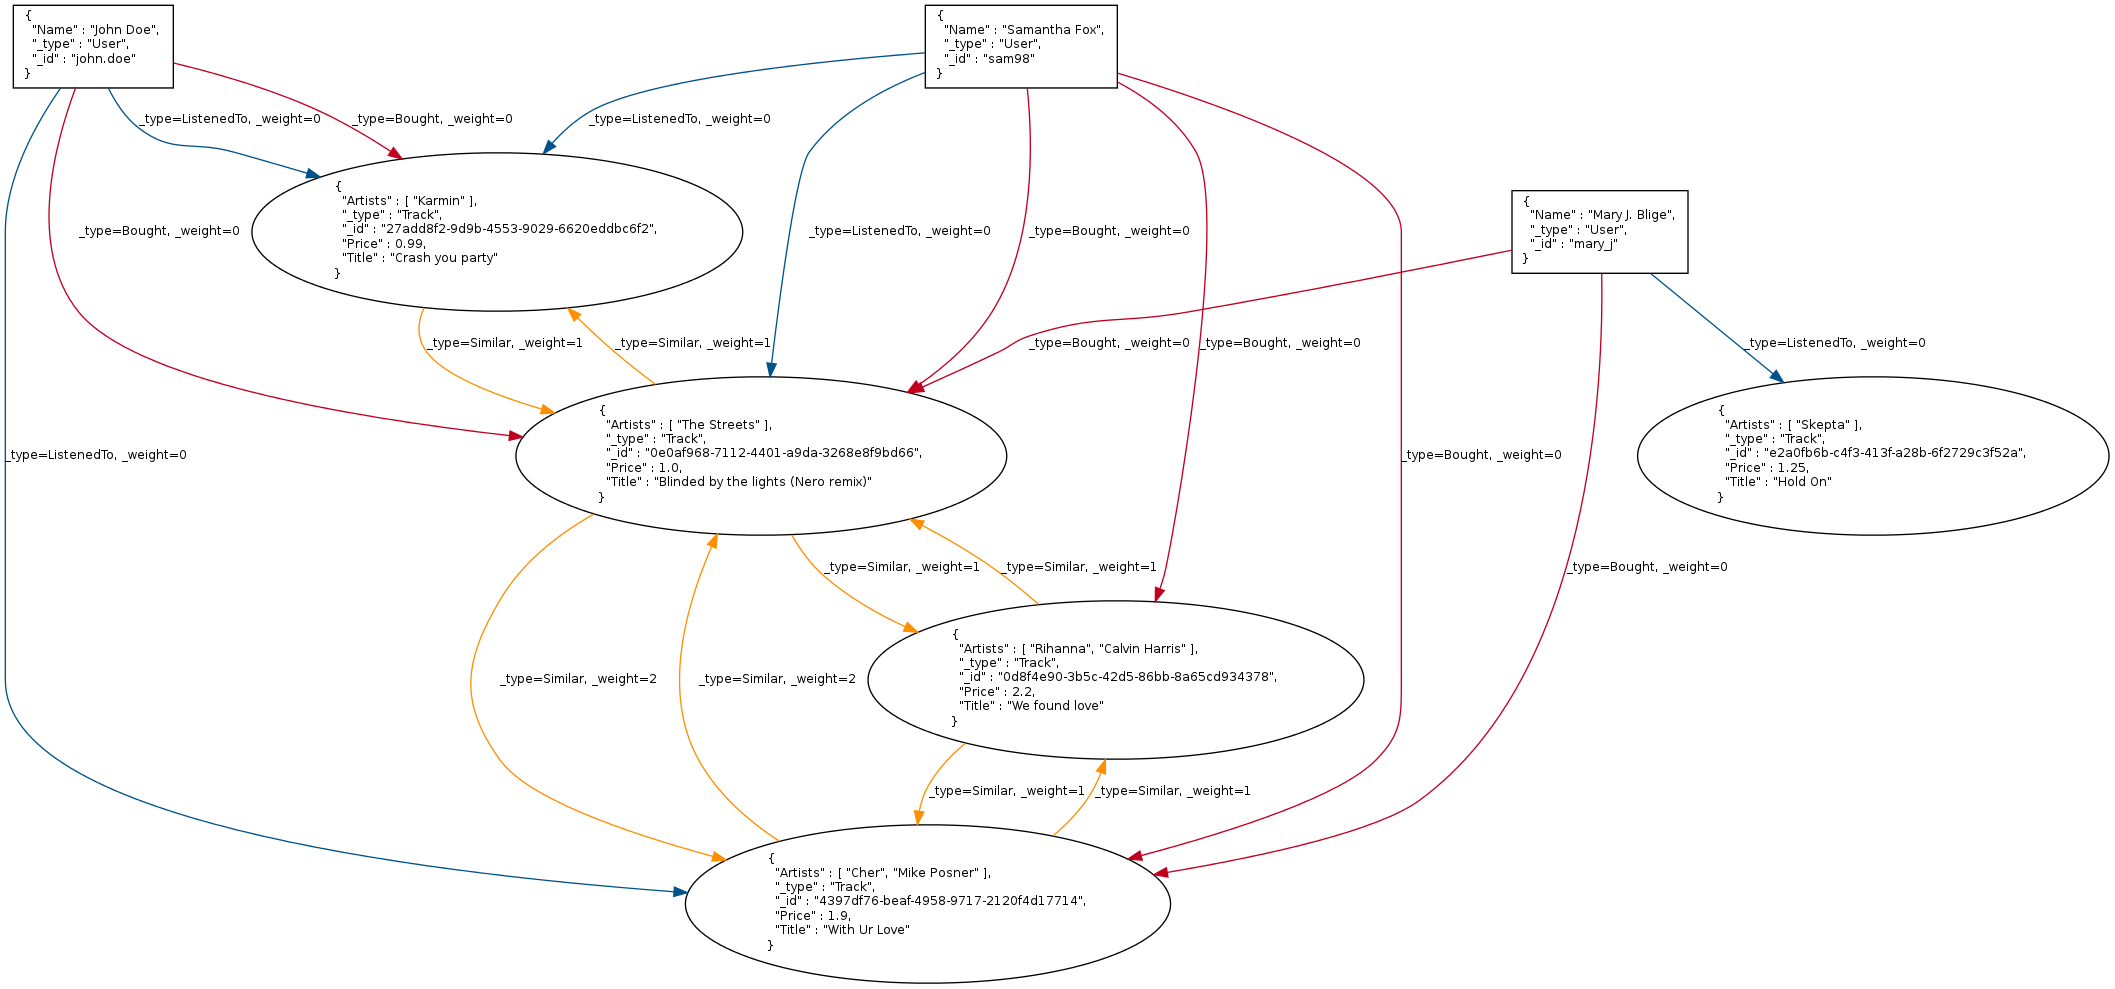 {
"Name" : "John Doe",
"_type" : "User",
"_id" : "john.doe"
}
{
"Name" : "Samantha Fox",
"_type" : "User",
"_id" : "sam98"
}
_type=ListenedTo, _weight=0
_type=Bought, _weight=0
_type=ListenedTo, _weight=0
{
"Artists" : [ "Karmin" ],
"_type" : "Track",
"_id" : "27add8f2-9d9b-4553-9029-6620eddbc6f2",
"Price" : 0.99,
"Title" : "Crash you party"
}
{
"Name" : "Mary J. Blige",
"_type" : "User",
"_id" : "mary_j"
}
_type=Bought, _weight=0
_type=ListenedTo, _weight=0
_type=Bought, _weight=0
_type=Similar, _weight=1
_type=Similar, _weight=1
_type=Bought, _weight=0
_type=Bought, _weight=0
_type=ListenedTo, _weight=0
{
"Artists" : [ "The Streets" ],
"_type" : "Track",
"_id" : "0e0af968-7112-4401-a9da-3268e8f9bd66",
"Price" : 1.0,
"Title" : "Blinded by the lights (Nero remix)"
}
{
"Artists" : [ "Skepta" ],
"_type" : "Track",
"_id" : "e2a0fb6b-c4f3-413f-a28b-6f2729c3f52a",
"Price" : 1.25,
"Title" : "Hold On"
}
_type=ListenedTo, _weight=0
_type=Bought, _weight=0
_type=Similar, _weight=1
_type=Similar, _weight=1
_type=Bought, _weight=0
{
"Artists" : [ "Rihanna", "Calvin Harris" ],
"_type" : "Track",
"_id" : "0d8f4e90-3b5c-42d5-86bb-8a65cd934378",
"Price" : 2.2,
"Title" : "We found love"
}
_type=Similar, _weight=2
_type=Similar, _weight=2
_type=Similar, _weight=1
_type=Similar, _weight=1
{
"Artists" : [ "Cher", "Mike Posner" ],
"_type" : "Track",
"_id" : "4397df76-beaf-4958-9717-2120f4d17714",
"Price" : 1.9,
"Title" : "With Ur Love"
}